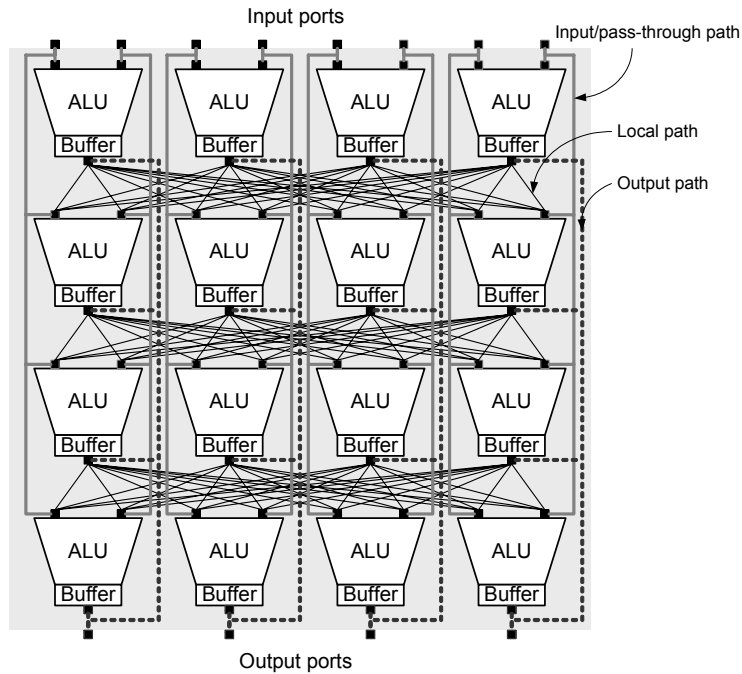 Input ports
Input/pass-through path
ALU ALU ALU ALU
Buffer Buffer Buffer Buffer
Local path
Output path
ALU ALU ALU ALU
Buffer Buffer Buffer Buffer
ALU ALU ALU ALU
Buffer Buffer Buffer Buffer
ALU ALU ALU ALU
Buffer Buffer Buffer Buffer
Output ports